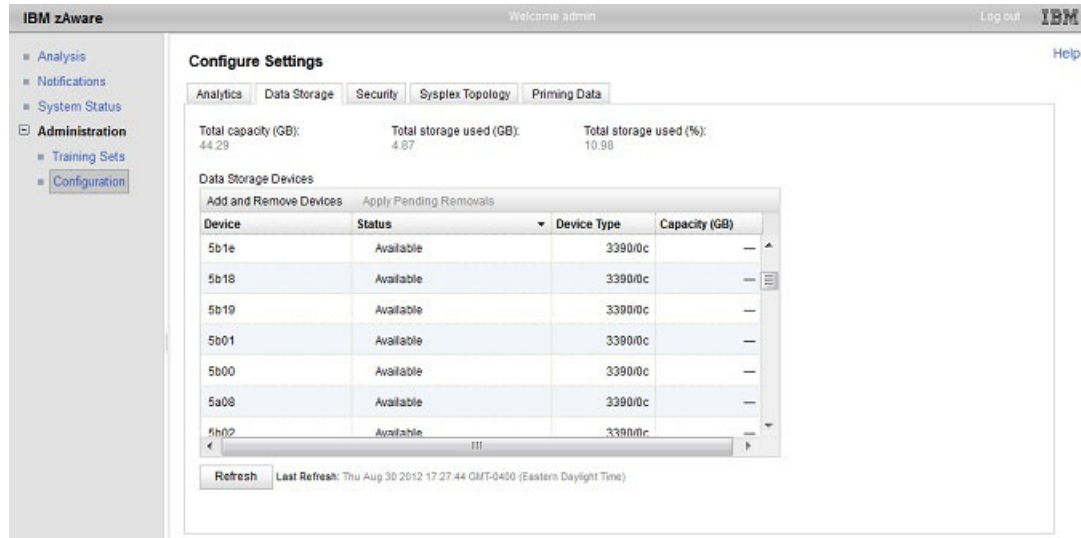 IBM zAware
Welcome admin
Log out
IBM
Analysis
Notifications
System Status
Administration
Training Sets
Configuration
Help
Configure Settings
Analytics Data Storage Security Sysplex Topology Priming Data
Total capacity (GB): Total storage used (GB): Total storage used (%):
44.29 4.87 10.98
Data Storage Devices
Add and Remove Devices Apply Pending Removals
Device Status Device Type Capacity (GB)
5b1e Available 3390/0c —
5b18 Available 3390/0c —
5b19 Available 3390/0c —
5b01 Available 3390/0c —
5b00 Available 3390/0c —
5a08 Available 3390/0c —
5b02 Available 3390/0c —
Refresh Last Refresh: Thu Aug 30 2012 17:27:44 GMT-0400 (Eastern Daylight Time)